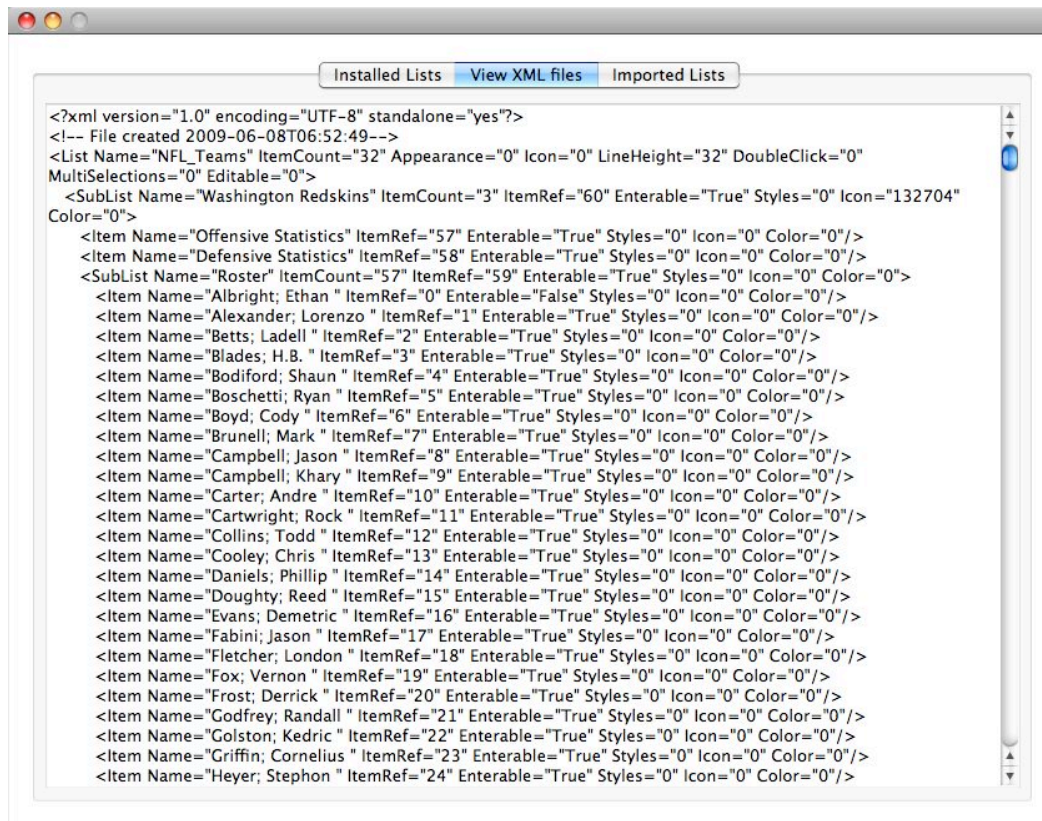 Installed Lists View XML files Imported Lists
<?xml version="1.0" encoding="UTF-8" standalone="yes"?>
<!-- File created 2009-06-08T06:52:49-->
<List Name="NFL_Teams" ItemCount="32" Appearance="0" Icon="0" LineHeight="32" DoubleClick="0"
MultiSelections="0" Editable="0">
<SubList Name="Washington Redskins" ItemCount="3" ItemRef="60" Enterable="True" Styles="0" Icon="132704"
Color="0">
<Item Name="Offensive Statistics" ItemRef="57" Enterable="True" Styles="0" Icon="0" Color="0"/>
<Item Name="Defensive Statistics" ItemRef="58" Enterable="True" Styles="0" Icon="0" Color="0"/>
<SubList Name="Roster" ItemCount="57" ItemRef="59" Enterable="True" Styles="0" Icon="0" Color="0">
<Item Name="Albright; Ethan " ItemRef="0" Enterable="False" Styles="0" Icon="0" Color="0"/>
<Item Name="Alexander; Lorenzo " ItemRef="1" Enterable="True" Styles="0" Icon="0" Color="0"/>
<Item Name="Betts; Ladell " ItemRef="2" Enterable="True" Styles="0" Icon="0" Color="0"/>
<Item Name="Blades; H.B. " ItemRef="3" Enterable="True" Styles="0" Icon="0" Color="0"/>
<Item Name="Bodiford; Shaun " ItemRef="4" Enterable="True" Styles="0" Icon="0" Color="0"/>
<Item Name="Boschetti; Ryan " ItemRef="5" Enterable="True" Styles="0" Icon="0" Color="0"/>
<Item Name="Boyd; Cody " ItemRef="6" Enterable="True" Styles="0" Icon="0" Color="0"/>
<Item Name="Brunell; Mark " ItemRef="7" Enterable="True" Styles="0" Icon="0" Color="0"/>
<Item Name="Campbell; Jason " ItemRef="8" Enterable="True" Styles="0" Icon="0" Color="0"/>
<Item Name="Campbell; Khary " ItemRef="9" Enterable="True" Styles="0" Icon="0" Color="0"/>
<Item Name="Carter; Andre " ItemRef="10" Enterable="True" Styles="0" Icon="0" Color="0"/>
<Item Name="Cartwright; Rock " ItemRef="11" Enterable="True" Styles="0" Icon="0" Color="0"/>
<Item Name="Collins; Todd " ItemRef="12" Enterable="True" Styles="0" Icon="0" Color="0"/>
<Item Name="Cooley; Chris " ItemRef="13" Enterable="True" Styles="0" Icon="0" Color="0"/>
<Item Name="Daniels; Phillip " ItemRef="14" Enterable="True" Styles="0" Icon="0" Color="0"/>
<Item Name="Doughty; Reed " ItemRef="15" Enterable="True" Styles="0" Icon="0" Color="0"/>
<Item Name="Evans; Demetric " ItemRef="16" Enterable="True" Styles="0" Icon="0" Color="0"/>
<Item Name="Fabini; Jason " ItemRef="17" Enterable="True" Styles="0" Icon="0" Color="0"/>
<Item Name="Fletcher; London " ItemRef="18" Enterable="True" Styles="0" Icon="0" Color="0"/>
<Item Name="Fox; Vernon " ItemRef="19" Enterable="True" Styles="0" Icon="0" Color="0"/>
<Item Name="Frost; Derrick " ItemRef="20" Enterable="True" Styles="0" Icon="0" Color="0"/>
<Item Name="Godfrey; Randall " ItemRef="21" Enterable="True" Styles="0" Icon="0" Color="0"/>
<Item Name="Golston; Kedric " ItemRef="22" Enterable="True" Styles="0" Icon="0" Color="0"/>
<Item Name="Griffin; Cornelius " ItemRef="23" Enterable="True" Styles="0" Icon="0" Color="0"/>
<Item Name="Heyer; Stephon " ItemRef="24" Enterable="True" Styles="0" Icon="0" Color="0"/>